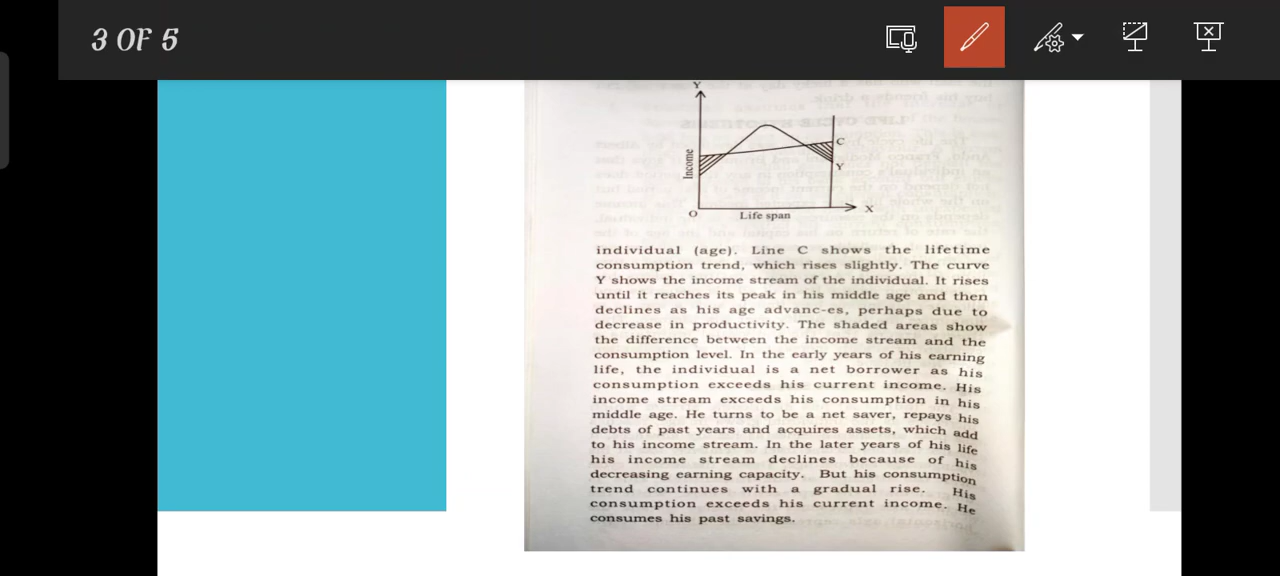 3 OF 5
Y
Income
C
Y
O
Life span
X
individual (age). Line C shows the lifetime
consumption trend, which rises slightly. The curve
Y shows the income stream of the individual. It rises
until it reaches its peak in his middle age and then
declines as his age advanc-es, perhaps due to
decrease in productivity. The shaded areas show
the difference between the income stream and the
consumption level. In the early years of his earning
life, the individual is a net borrower as his
consumption exceeds his current income. His
income stream exceeds his consumption in his
middle age. He turns to be a net saver, repays his
debts of past years and acquires assets, which add
to his income stream. In the later years of his life
his income stream declines because of his
decreasing earning capacity. But his consumption
trend continues with a gradual rise. His
consumption exceeds his current income. He
consumes his past savings.